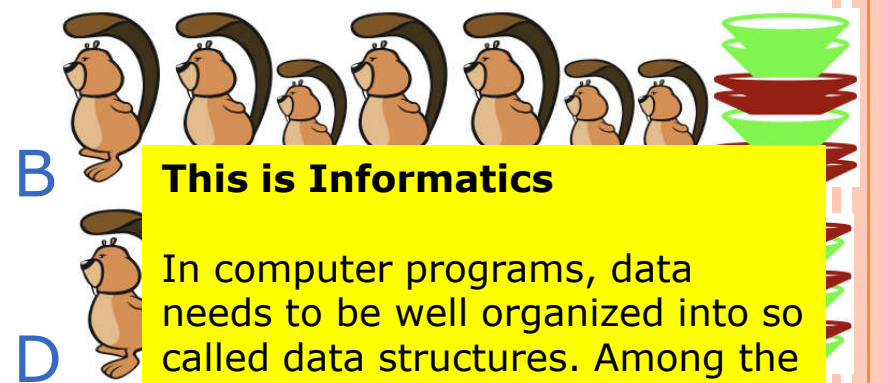 B
This is Informatics
In computer programs, data
needs to be well organized into so
D
called data structures. Among the